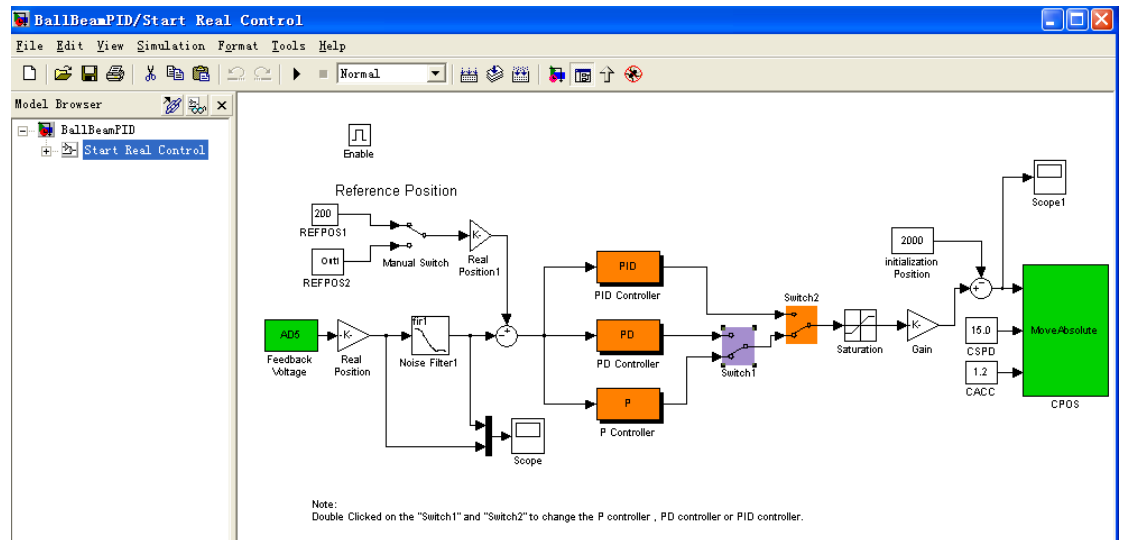 BallBeamPID/Start Real Control
File Edit View Simulation Format Tools Help
Normal
Model Browser
BallBeamPID
Start Real Control
Enable
Reference Position
200
REFPOS1
REFPOS2
Manual Switch
K-
Real
Position1
AD5
Feedback
Voltage
-K-
Real
Position
fir1
Noise Filter1
Scope
PID
PID Controller
PD
PD Controller
P
P Controller
Switch1
Switch2
Saturation
-K-
Gain
2000
initialization
Position
Scope1
15.0
CSPD
1.2
CACC
MoveAbsolute
CPOS
Note:
Double Clicked on the "Switch1" and "Switch2" to change the P controller , PD controller or PID controller.